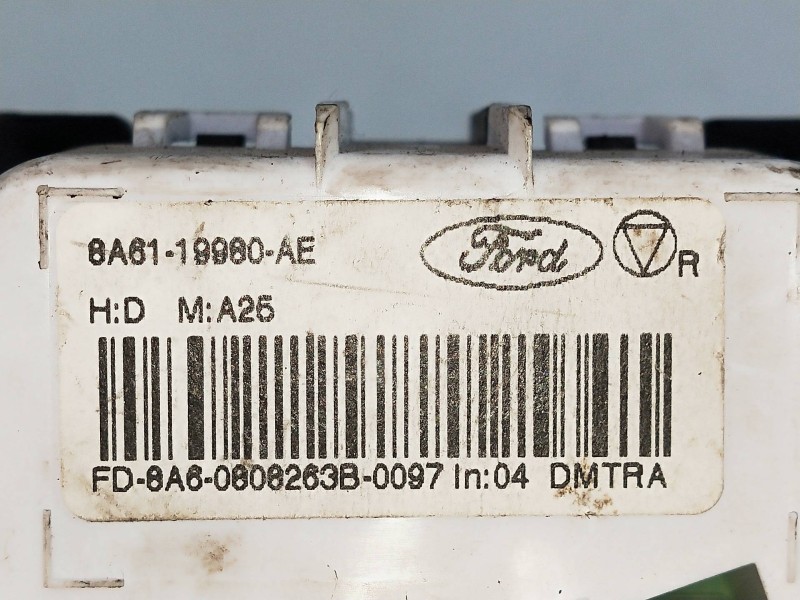 8A61-19980-AE
Ford
R
H:D M:A25
FD-8A6-0808263B-0097 In:04 DMTRA